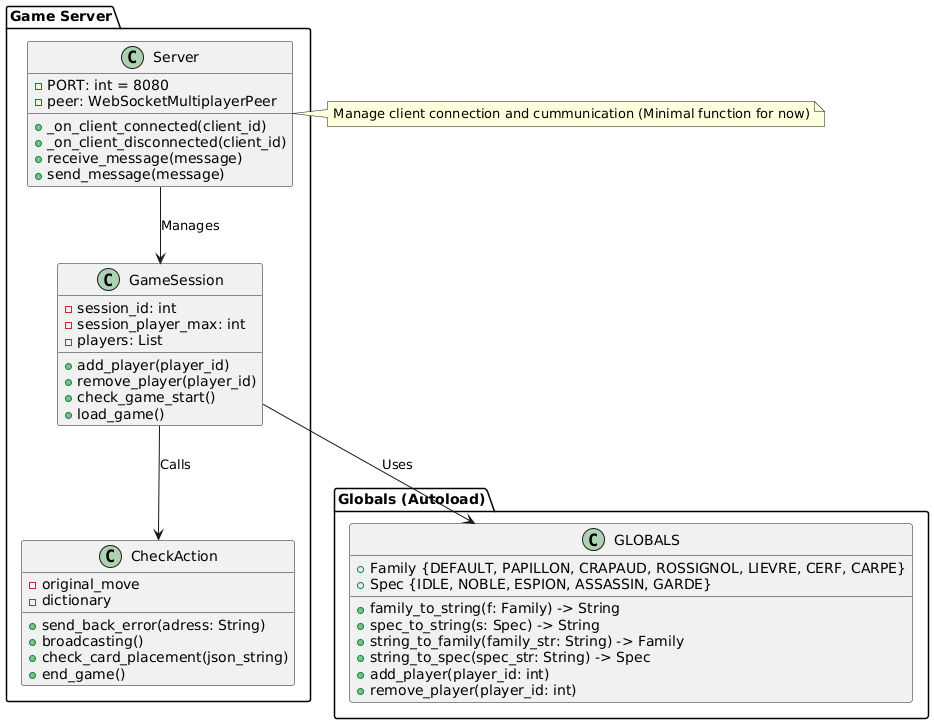 Game Server
C Server
PORT: int = 8080
peer: WebSocketMultiplayerPeer
_on_client_connected(client_id)
_on_client_disconnected(client_id)
receive_message(message)
send_message(message)
Manage client connection and cummunication (Minimal function for now)
Manages
C GameSession
session_id: int
session_player_max: int
players: List
add_player(player_id)
remove_player(player_id)
check_game_start()
load_game()
Calls
Uses
C CheckAction
original_move
dictionary
send_back_error(adress: String)
broadcasting()
check_card_placement(json_string)
end_game()
Globals (Autoload)
C GLOBALS
Family {DEFAULT, PAPILLON, CRAPAUD, ROSSIGNOL, LIEVRE, CERF, CARPE}
Spec {IDLE, NOBLE, ESPION, ASSASSIN, GARDE}
family_to_string(f: Family) -> String
spec_to_string(s: Spec) -> String
string_to_family(family_str: String) -> Family
string_to_spec(spec_str: String) -> Spec
add_player(player_id: int)
remove_player(player_id: int)